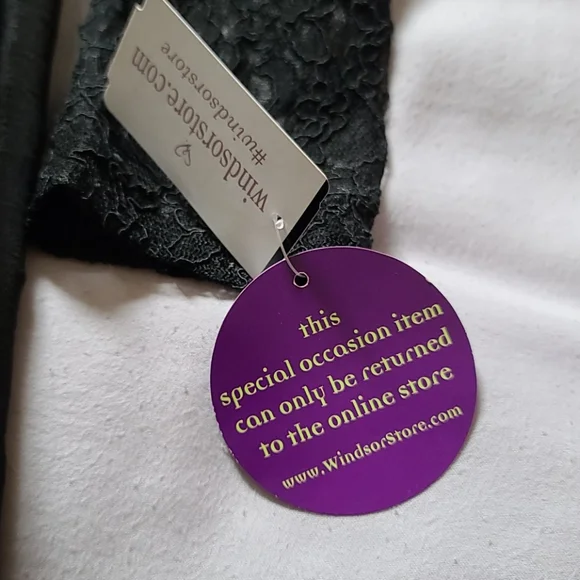 windsorstore.com
#windsorstore
this
special occasion item
can only be returned
to the online store
www.WindsorStore.com